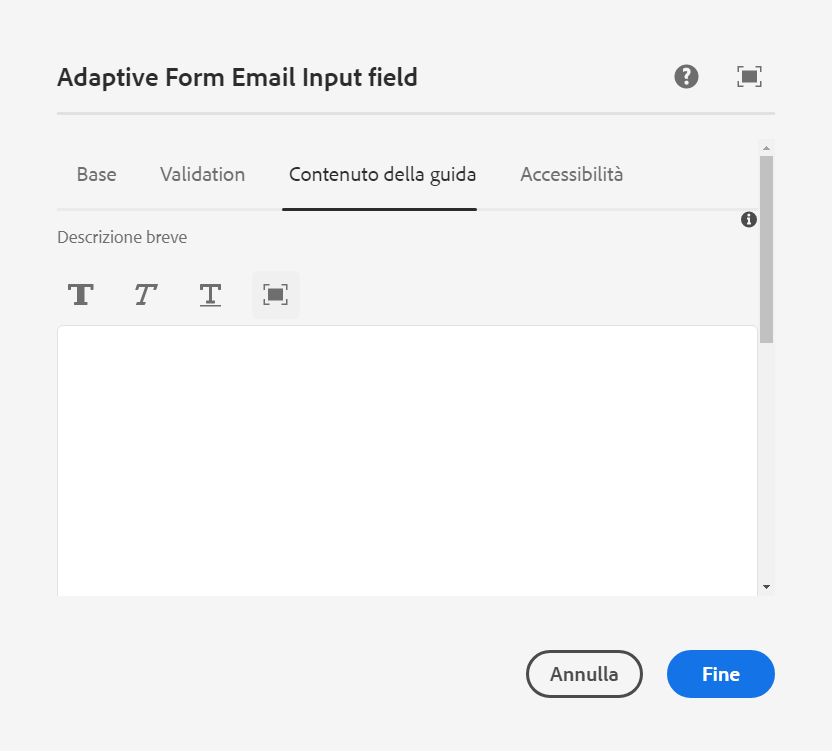 Adaptive Form Email Input field
Base Validation Contenuto della guida Accessibilità
Descrizione breve
T T T
Annulla Fine